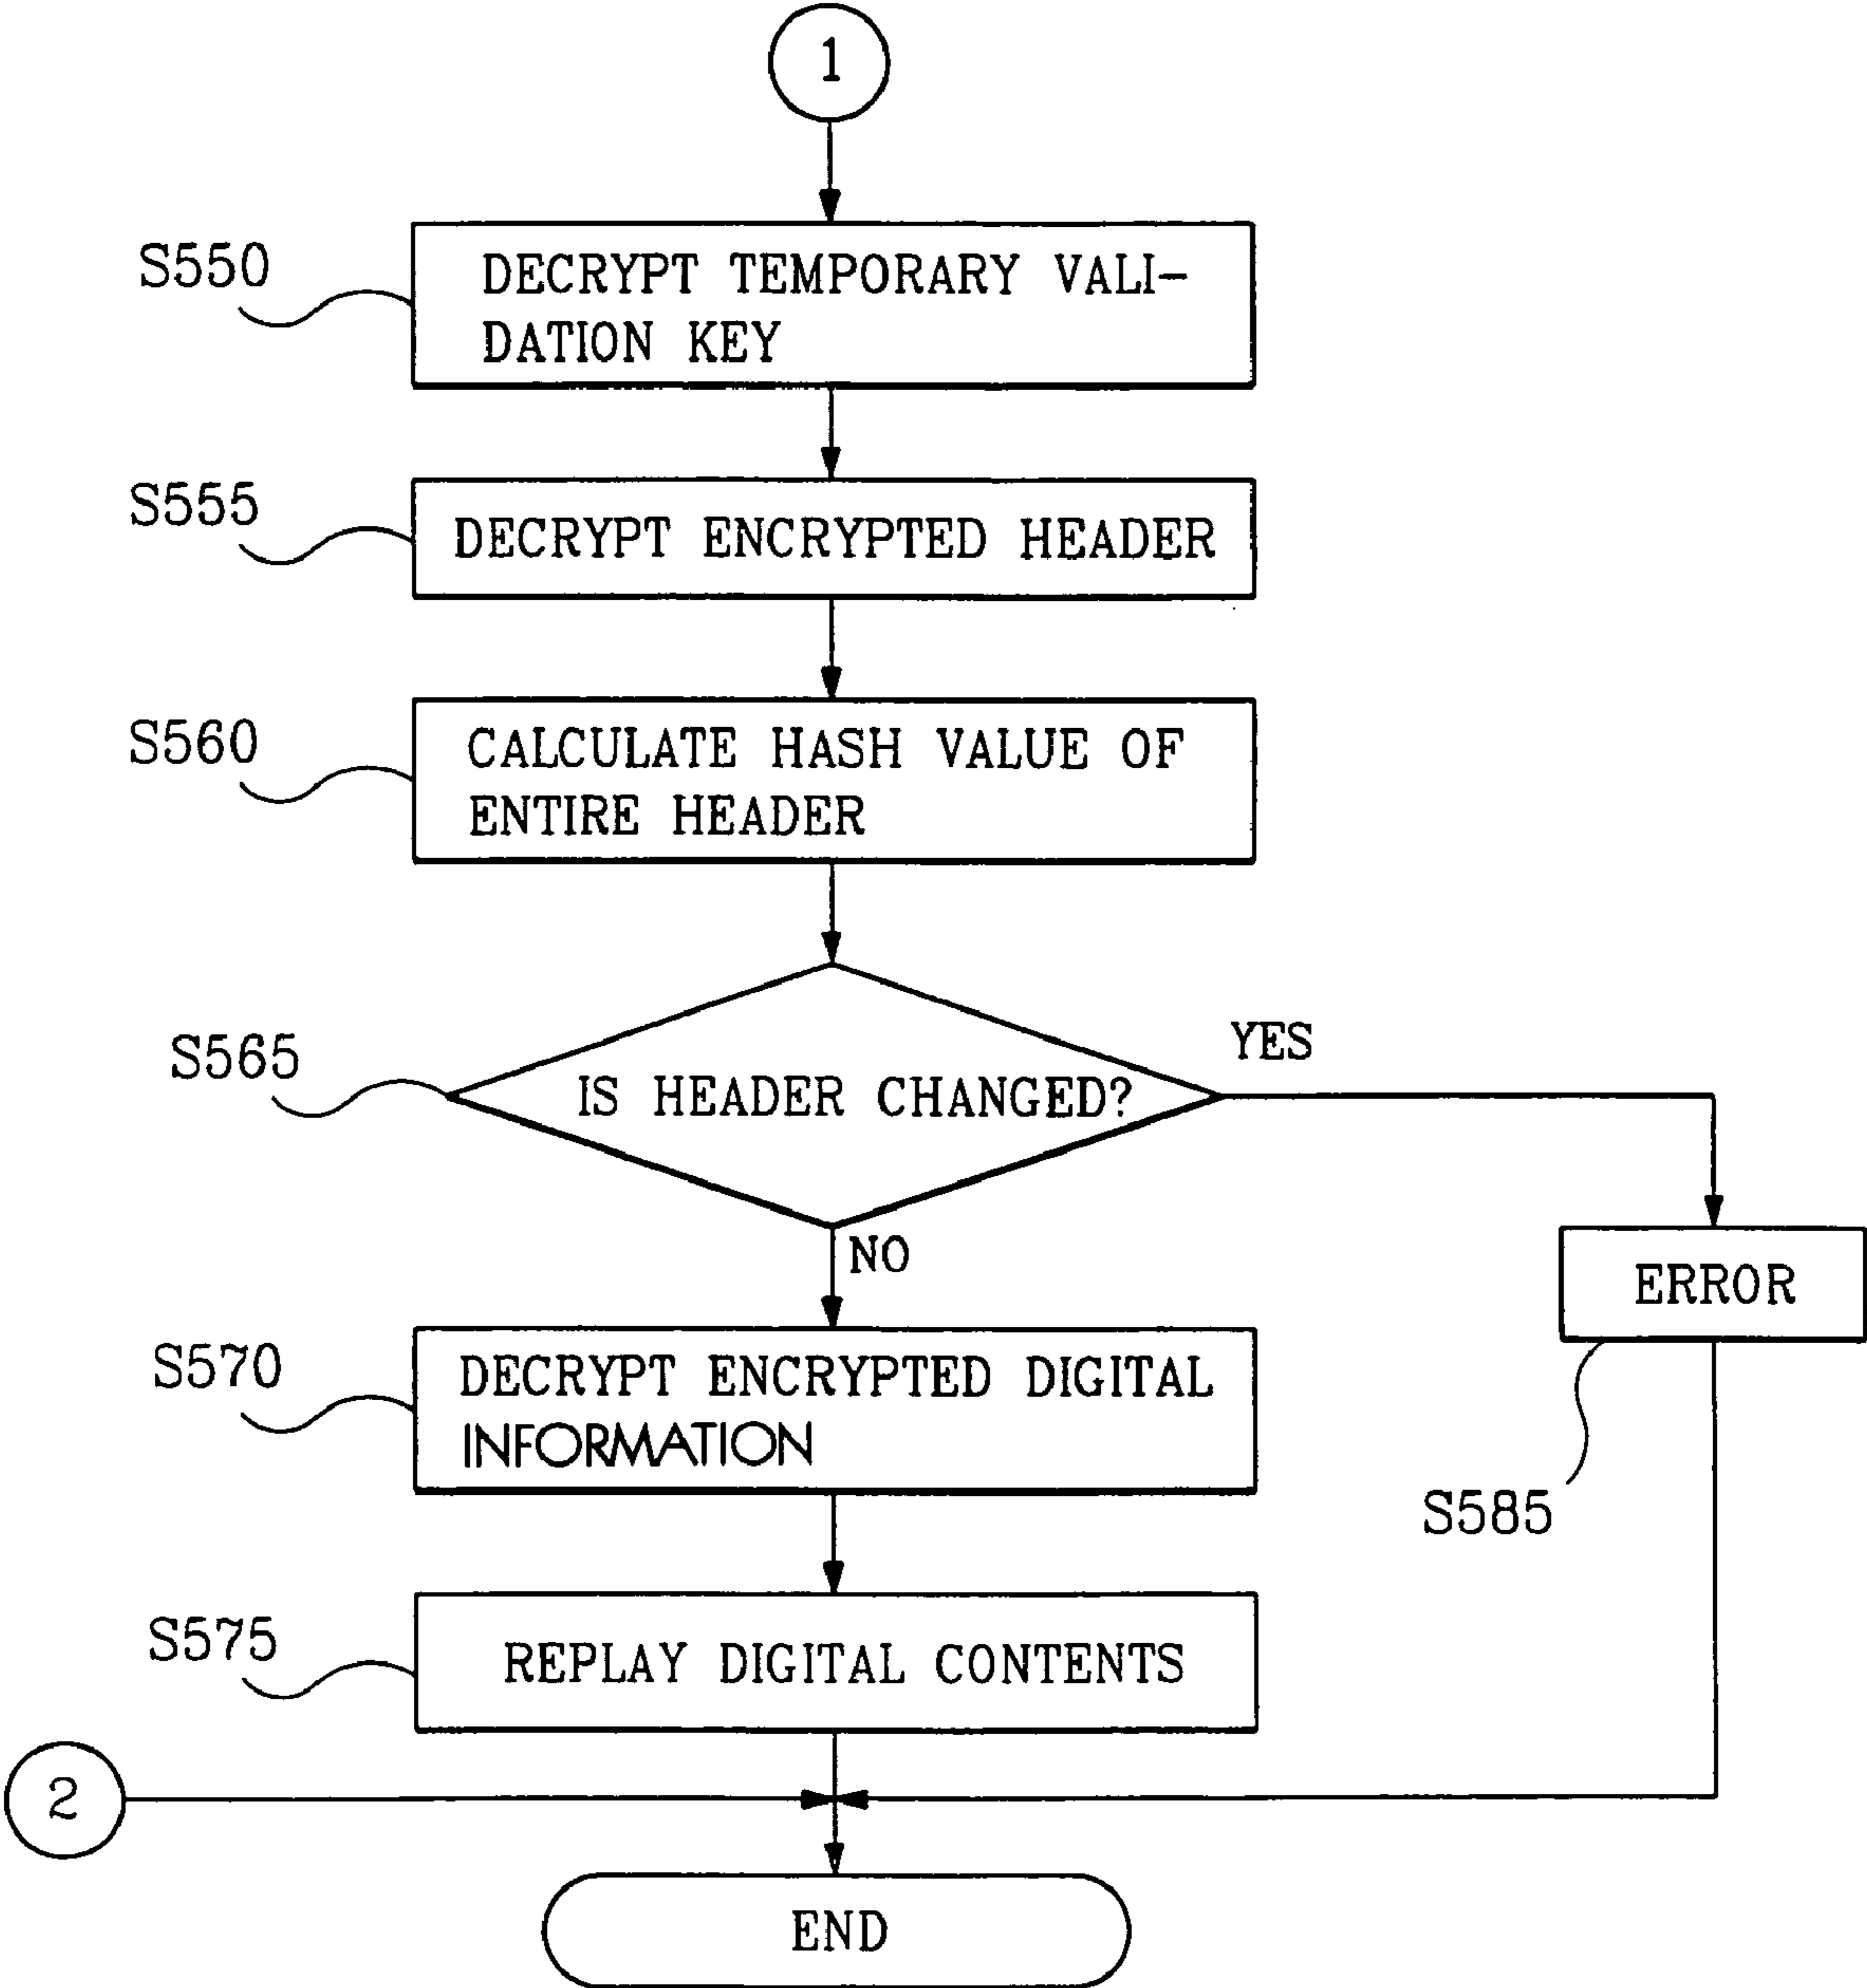 1
S550
DECRYPT TEMPORARY VALI-
DATION KEY
S555
DECRYPT ENCRYPTED HEADER
S560
CALCULATE HASH VALUE OF
ENTIRE HEADER
S565
IS HEADER CHANGED?
YES
NO
ERROR
S585
S570
DECRYPT ENCRYPTED DIGITAL
INFORMATION
S575
REPLAY DIGITAL CONTENTS
2
END